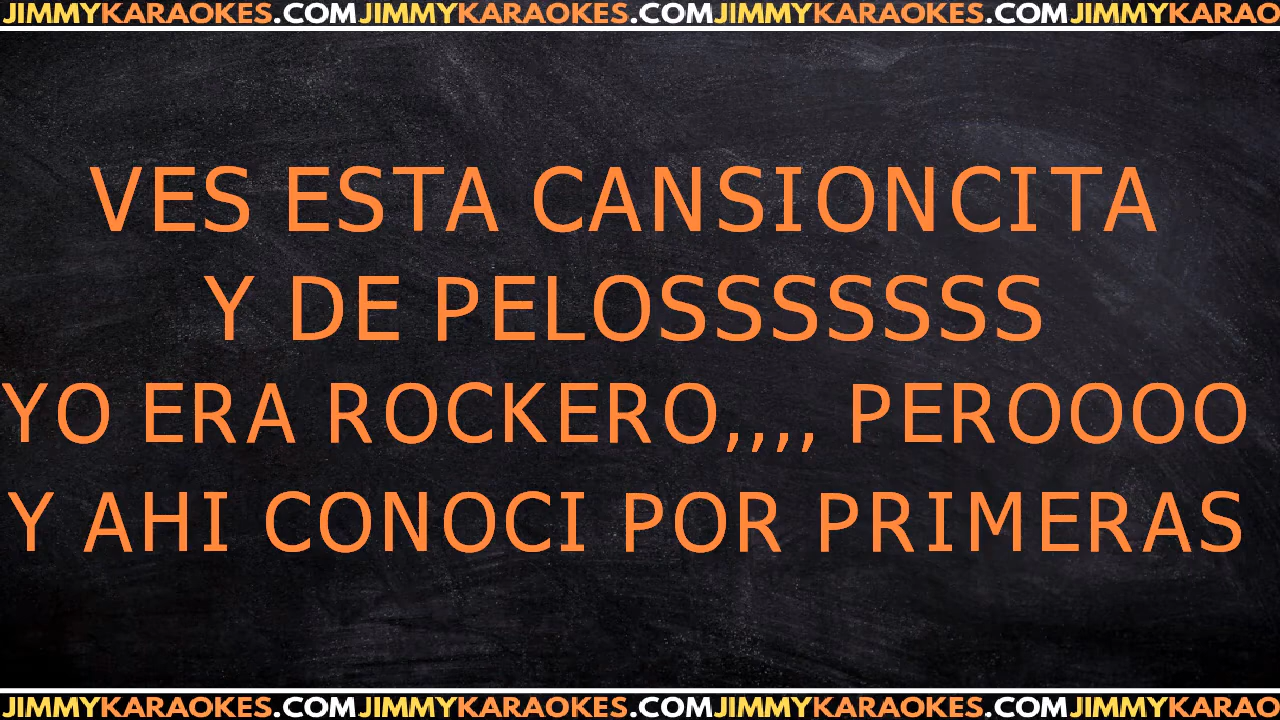 JIMMYKARAOKES.COMJIMMYKARAOKES.COMJIMMYKARAOKES.COMJIMMYKARAO
VES ESTA CANSIONCITA
Y DE PELOSSSSSSS
YO ERA ROCKERO,,,, PEROOOO
Y AHI CONOCI POR PRIMERAS
JIMMYKARAOKES.COMJIMMYKARAOKES.COMJIMMYKARAOKES.COMJIMMYKARAO